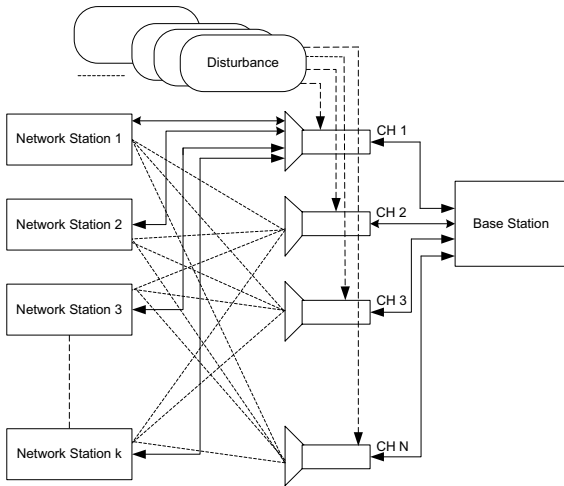 Disturbance
Network Station 1
CH 1
Network Station 2
CH 2
Base Station
Network Station 3
CH 3
Network Station k
CH N